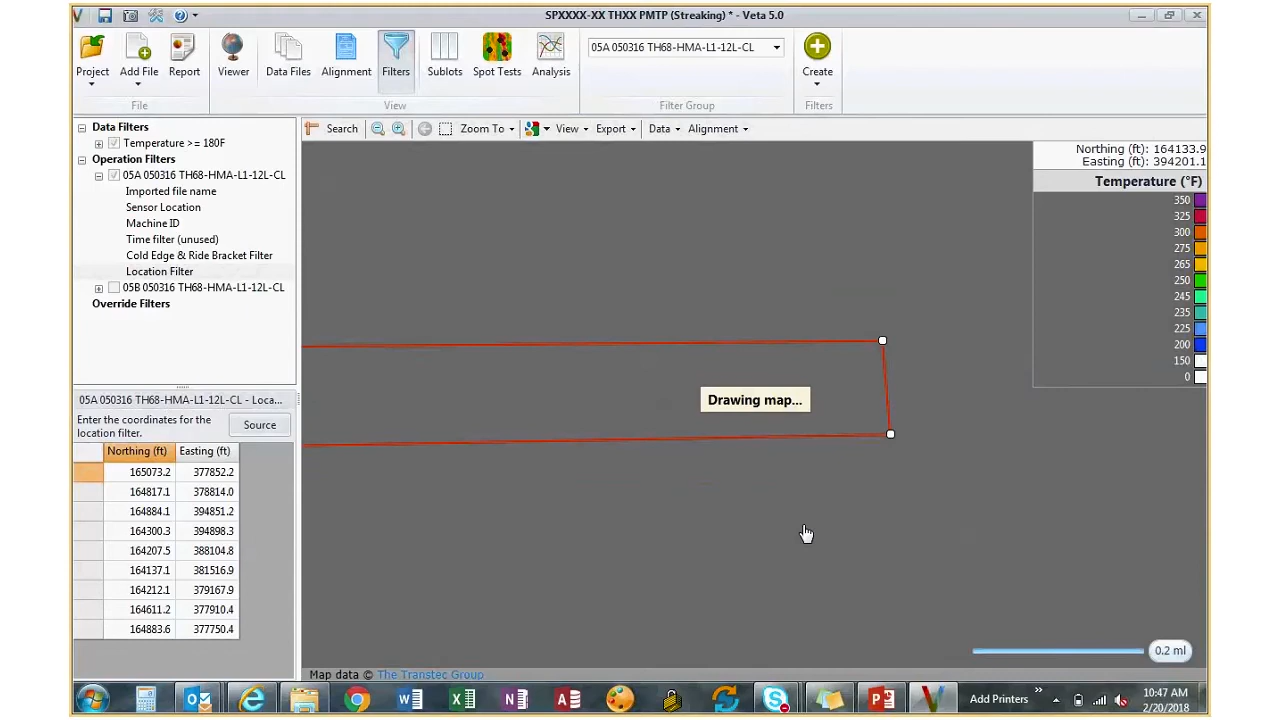 SPXXXX-XX THXX PMTP (Streaking) * - Veta 5.0
Project
Add File
Report
Viewer
Data Files
Alignment
Filters
Sublots
Spot Tests
Analysis
05A 050316 TH68-HMA-L1-12L-CL
Create
File
View
Filter Group
Filters
Data Filters
Temperature >= 180F
Operation Filters
05A 050316 TH68-HMA-L1-12L-CL
Imported file name
Sensor Location
Machine ID
Time filter (unused)
Cold Edge & Ride Bracket Filter
Location Filter
05B 050316 TH68-HMA-L1-12L-CL
Override Filters
Search
Zoom To
View
Export
Data
Alignment
Northing (ft): 164133.9
Easting (ft): 394201.1
Temperature (°F)
350
325
300
275
265
250
245
235
225
200
150
0
Drawing map...
05A 050316 TH68-HMA-L1-12L-CL - Loca...
Enter the coordinates for the
location filter.
Source
Northing (ft) Easting (ft)
165073.2 377852.2
164817.1 378814.0
164884.1 394851.2
164300.3 394898.3
164207.5 388104.8
164137.1 381516.9
164212.1 379167.9
164611.2 377910.4
164883.6 377750.4
0.2 ml
Map data © The Transtec Group
Add Printers
10:47 AM
2/20/2018